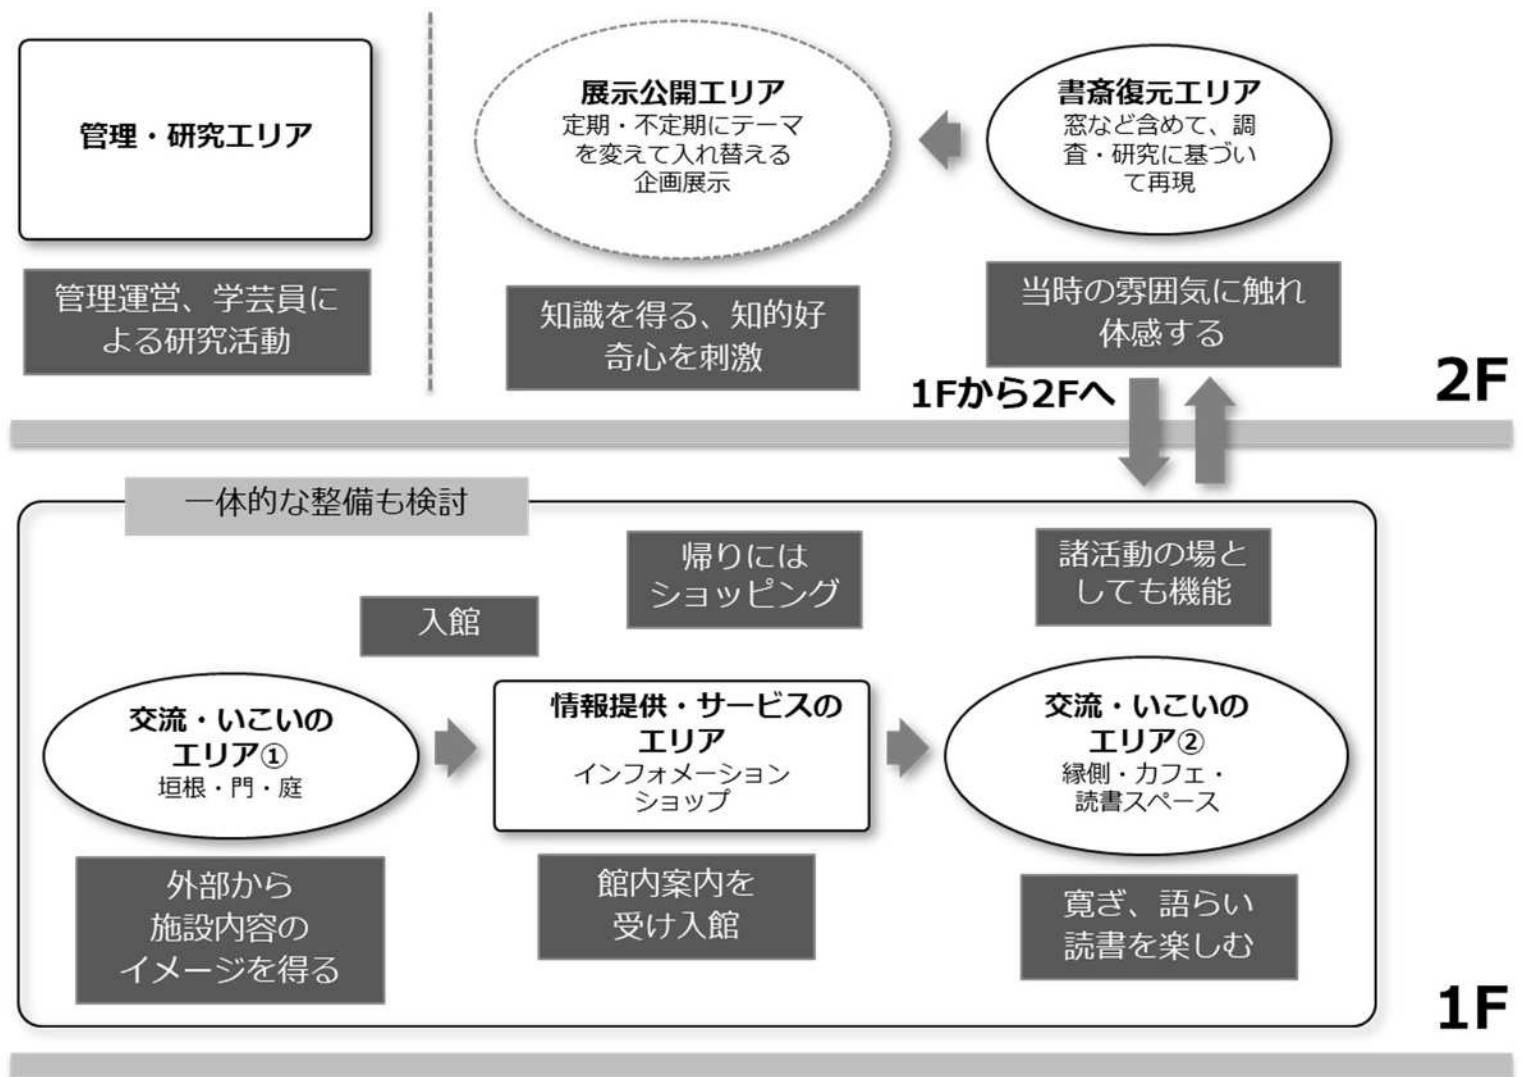 管理・研究エリア
管理運営、学芸員に
よる研究活動
展示公開エリア
定期・不定期にテーマ
を変えて入れ替える
企画展示
知識を得る、知的好
奇心を刺激
書斎復元エリア
窓など含めて、調
査・研究に基づい
て再現
当時の雰囲気に触れ
体感する
1Fから2Fへ
2F
一体的な整備も検討
入館
帰りには
ショッピング
諸活動の場と
しても機能
交流・いこいの
エリア①
垣根・門・庭
外部から
施設内容の
イメージを得る
情報提供・サービスの
エリア
インフォメーション
ショップ
館内案内を
受け入館
交流・いこいの
エリア②
縁側・カフェ・
読書スペース
寛ぎ、語らい
読書を楽しむ
1F